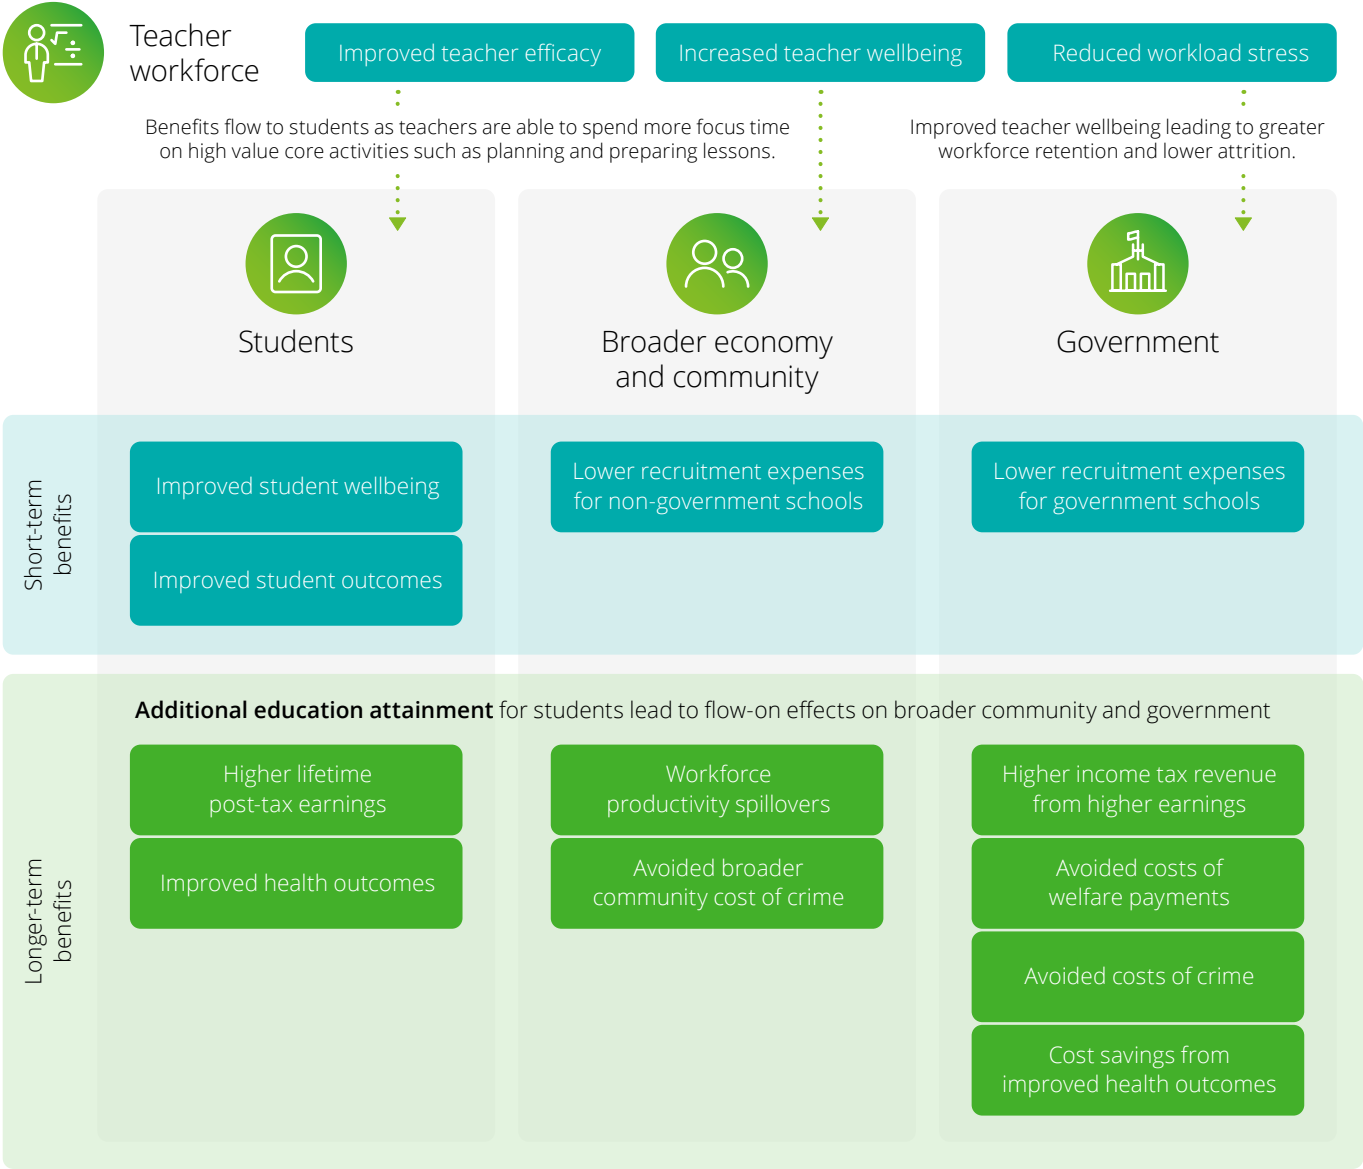 Teacher
workforce
Improved teacher efficacy
Increased teacher wellbeing
Reduced workload stress
Benefits flow to students as teachers are able to spend more focus time
on high value core activities such as planning and preparing lessons.
Improved teacher wellbeing leading to greater
workforce retention and lower attrition.
Students
Broader economy
and community
Government
Short-term
benefits
Improved student wellbeing
Improved student outcomes
Lower recruitment expenses
for non-government schools
Lower recruitment expenses
for government schools
Longer-term
benefits
Additional education attainment for students lead to flow-on effects on broader community and government
Higher lifetime
post-tax earnings
Improved health outcomes
Workforce
productivity spillovers
Avoided broader
community cost of crime
Higher income tax revenue
from higher earnings
Avoided costs of
welfare payments
Avoided costs of crime
Cost savings from
improved health outcomes